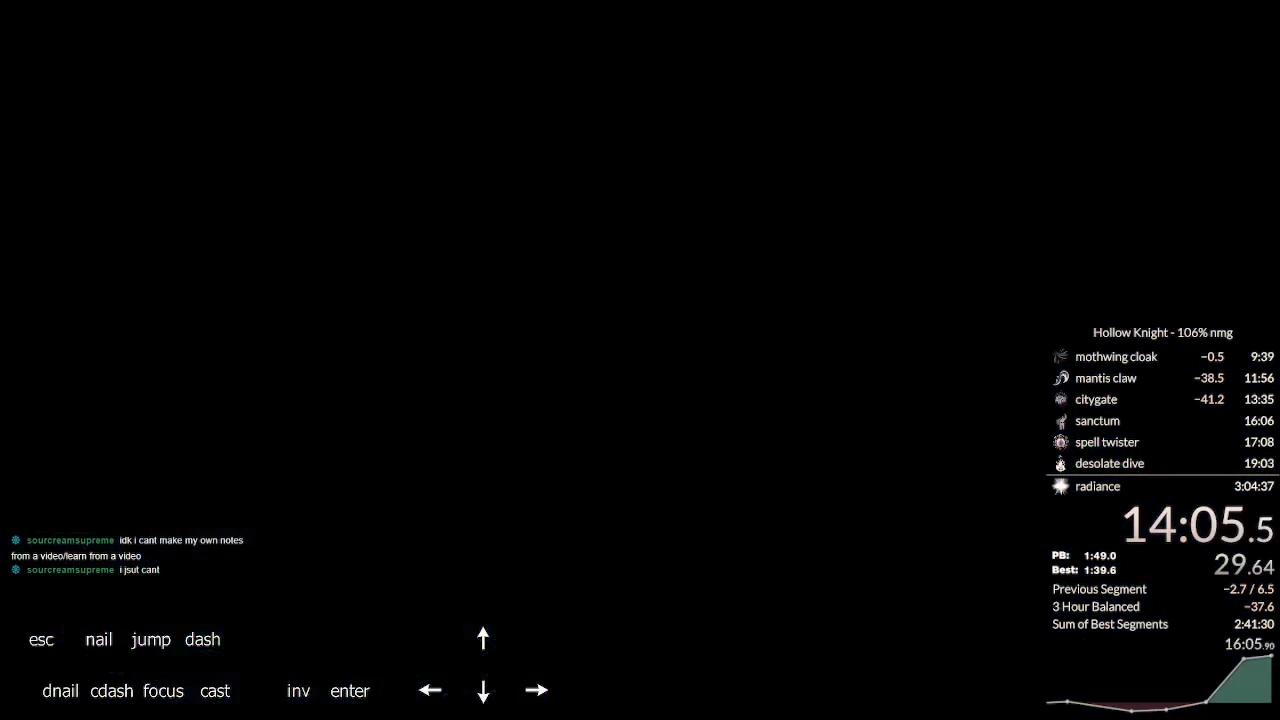 Hollow Knight - 106% nmg
mothwing cloak −0.5 9:39
mantis claw −38.5 11:56
citygate −41.2 13:35
sanctum 16:06
spell twister 17:08
desolate dive 19:03
radiance 3:04:37
14:05.5
PB: 1:49.0
Best: 1:39.6
29.64
Previous Segment −2.7 / 6.5
3 Hour Balanced −37.6
Sum of Best Segments 2:41:30
16:05.90
sourcreamsupreme idk i cant make my own notes
from a video/learn from a video
sourcreamsupreme i jsut cant
esc nail jump dash ↑
dnail cdash focus cast inv enter ← ↓ →